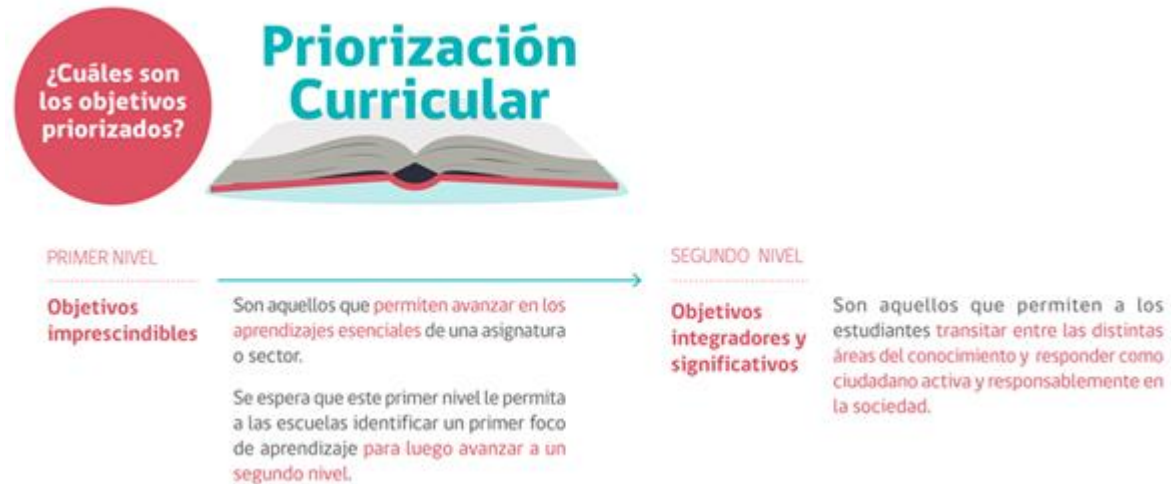 ¿Cuáles son
los objetivos
priorizados?
Priorización
Curricular
PRIMER NIVEL
Objetivos
imprescindibles
Son aquellos que permiten avanzar en los
aprendizajes esenciales de una asignatura
o sector.
Se espera que este primer nivel le permita
a las escuelas identificar un primer foco
de aprendizaje para luego avanzar a un
segundo nivel.
SEGUNDO NIVEL
Objetivos
integradores y
significativos
Son aquellos que permiten a los
estudiantes transitar entre las distintas
áreas del conocimiento y responder como
ciudadano activa y responsablemente en
la sociedad.